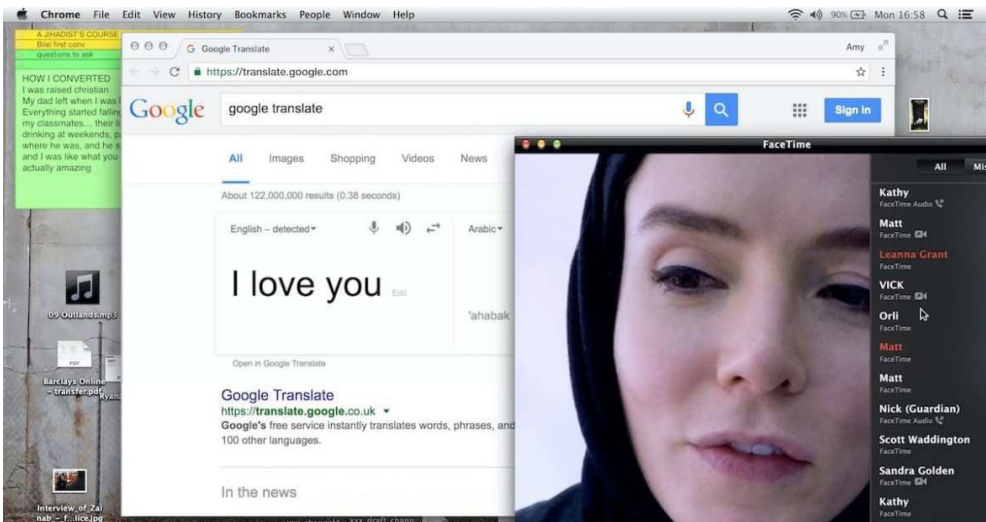 Chrome File Edit View History Bookmarks People Window Help
90% Mon 16:58
A JIHADIST'S COURSE
Bilel first conv
questions to ask
HOW I CONVERTED
I was raised christian
My dad left when I was
Everything started falling
my classmates... their
drinking at weekends,
where he was, and he
and I was like what you
actually amazing
09 Outlands.mp3
PDF
Barclays Online
- transfer.pdf
Interview_of_Zai
nab_- f...lice.jpg
G Google Translate x
Amy
https://translate.google.com
Google google translate
Sign in
All Images Shopping Videos News
About 122,000,000 results (0.38 seconds)
English – detected Arabic
I love you Edit
'ahabak
Open in Google Translate
Google Translate
https://translate.google.co.uk
Google's free service instantly translates words, phrases, and
100 other languages.
In the news
FaceTime
All
Kathy
FaceTime Audio
Matt
FaceTime
Leanna Grant
FaceTime
VICK
FaceTime
Orli
FaceTime
Matt
FaceTime
Matt
FaceTime
Nick (Guardian)
FaceTime Audio
Scott Waddington
FaceTime
Sandra Golden
FaceTime
Kathy
FaceTime